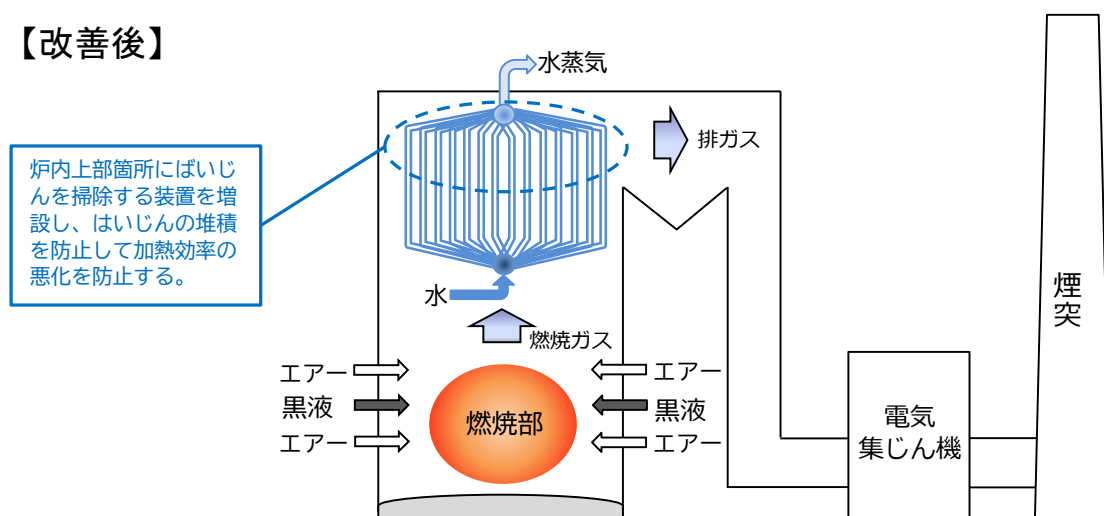 【改善後】
水蒸気
排ガス
炉内上部箇所にばいじ
んを掃除する装置を増
設し、はいじんの堆積
を防止して加熱効率の
悪化を防止する。
水
燃焼ガス
エアー
黒液
エアー
燃焼部
エアー
黒液
エアー
電気
集じん機
煙突